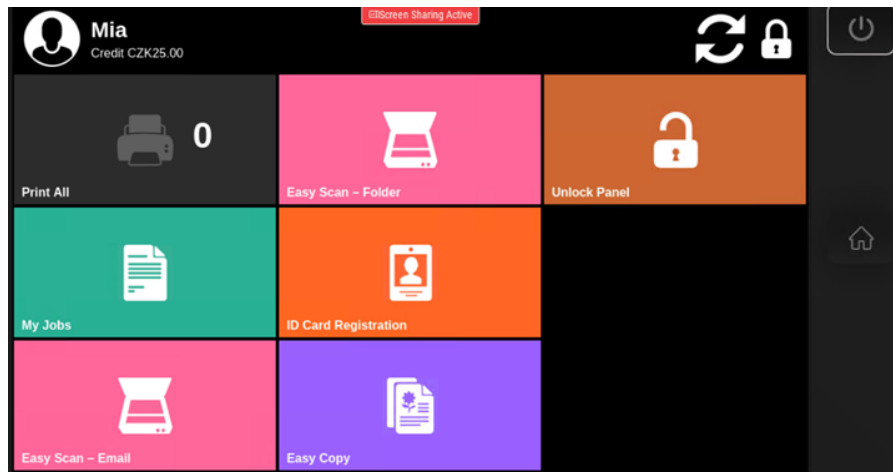 Screen Sharing Active
Mia
Credit CZK25.00
0
Print All
Easy Scan – Folder
Unlock Panel
My Jobs
ID Card Registration
Easy Scan – Email
Easy Copy